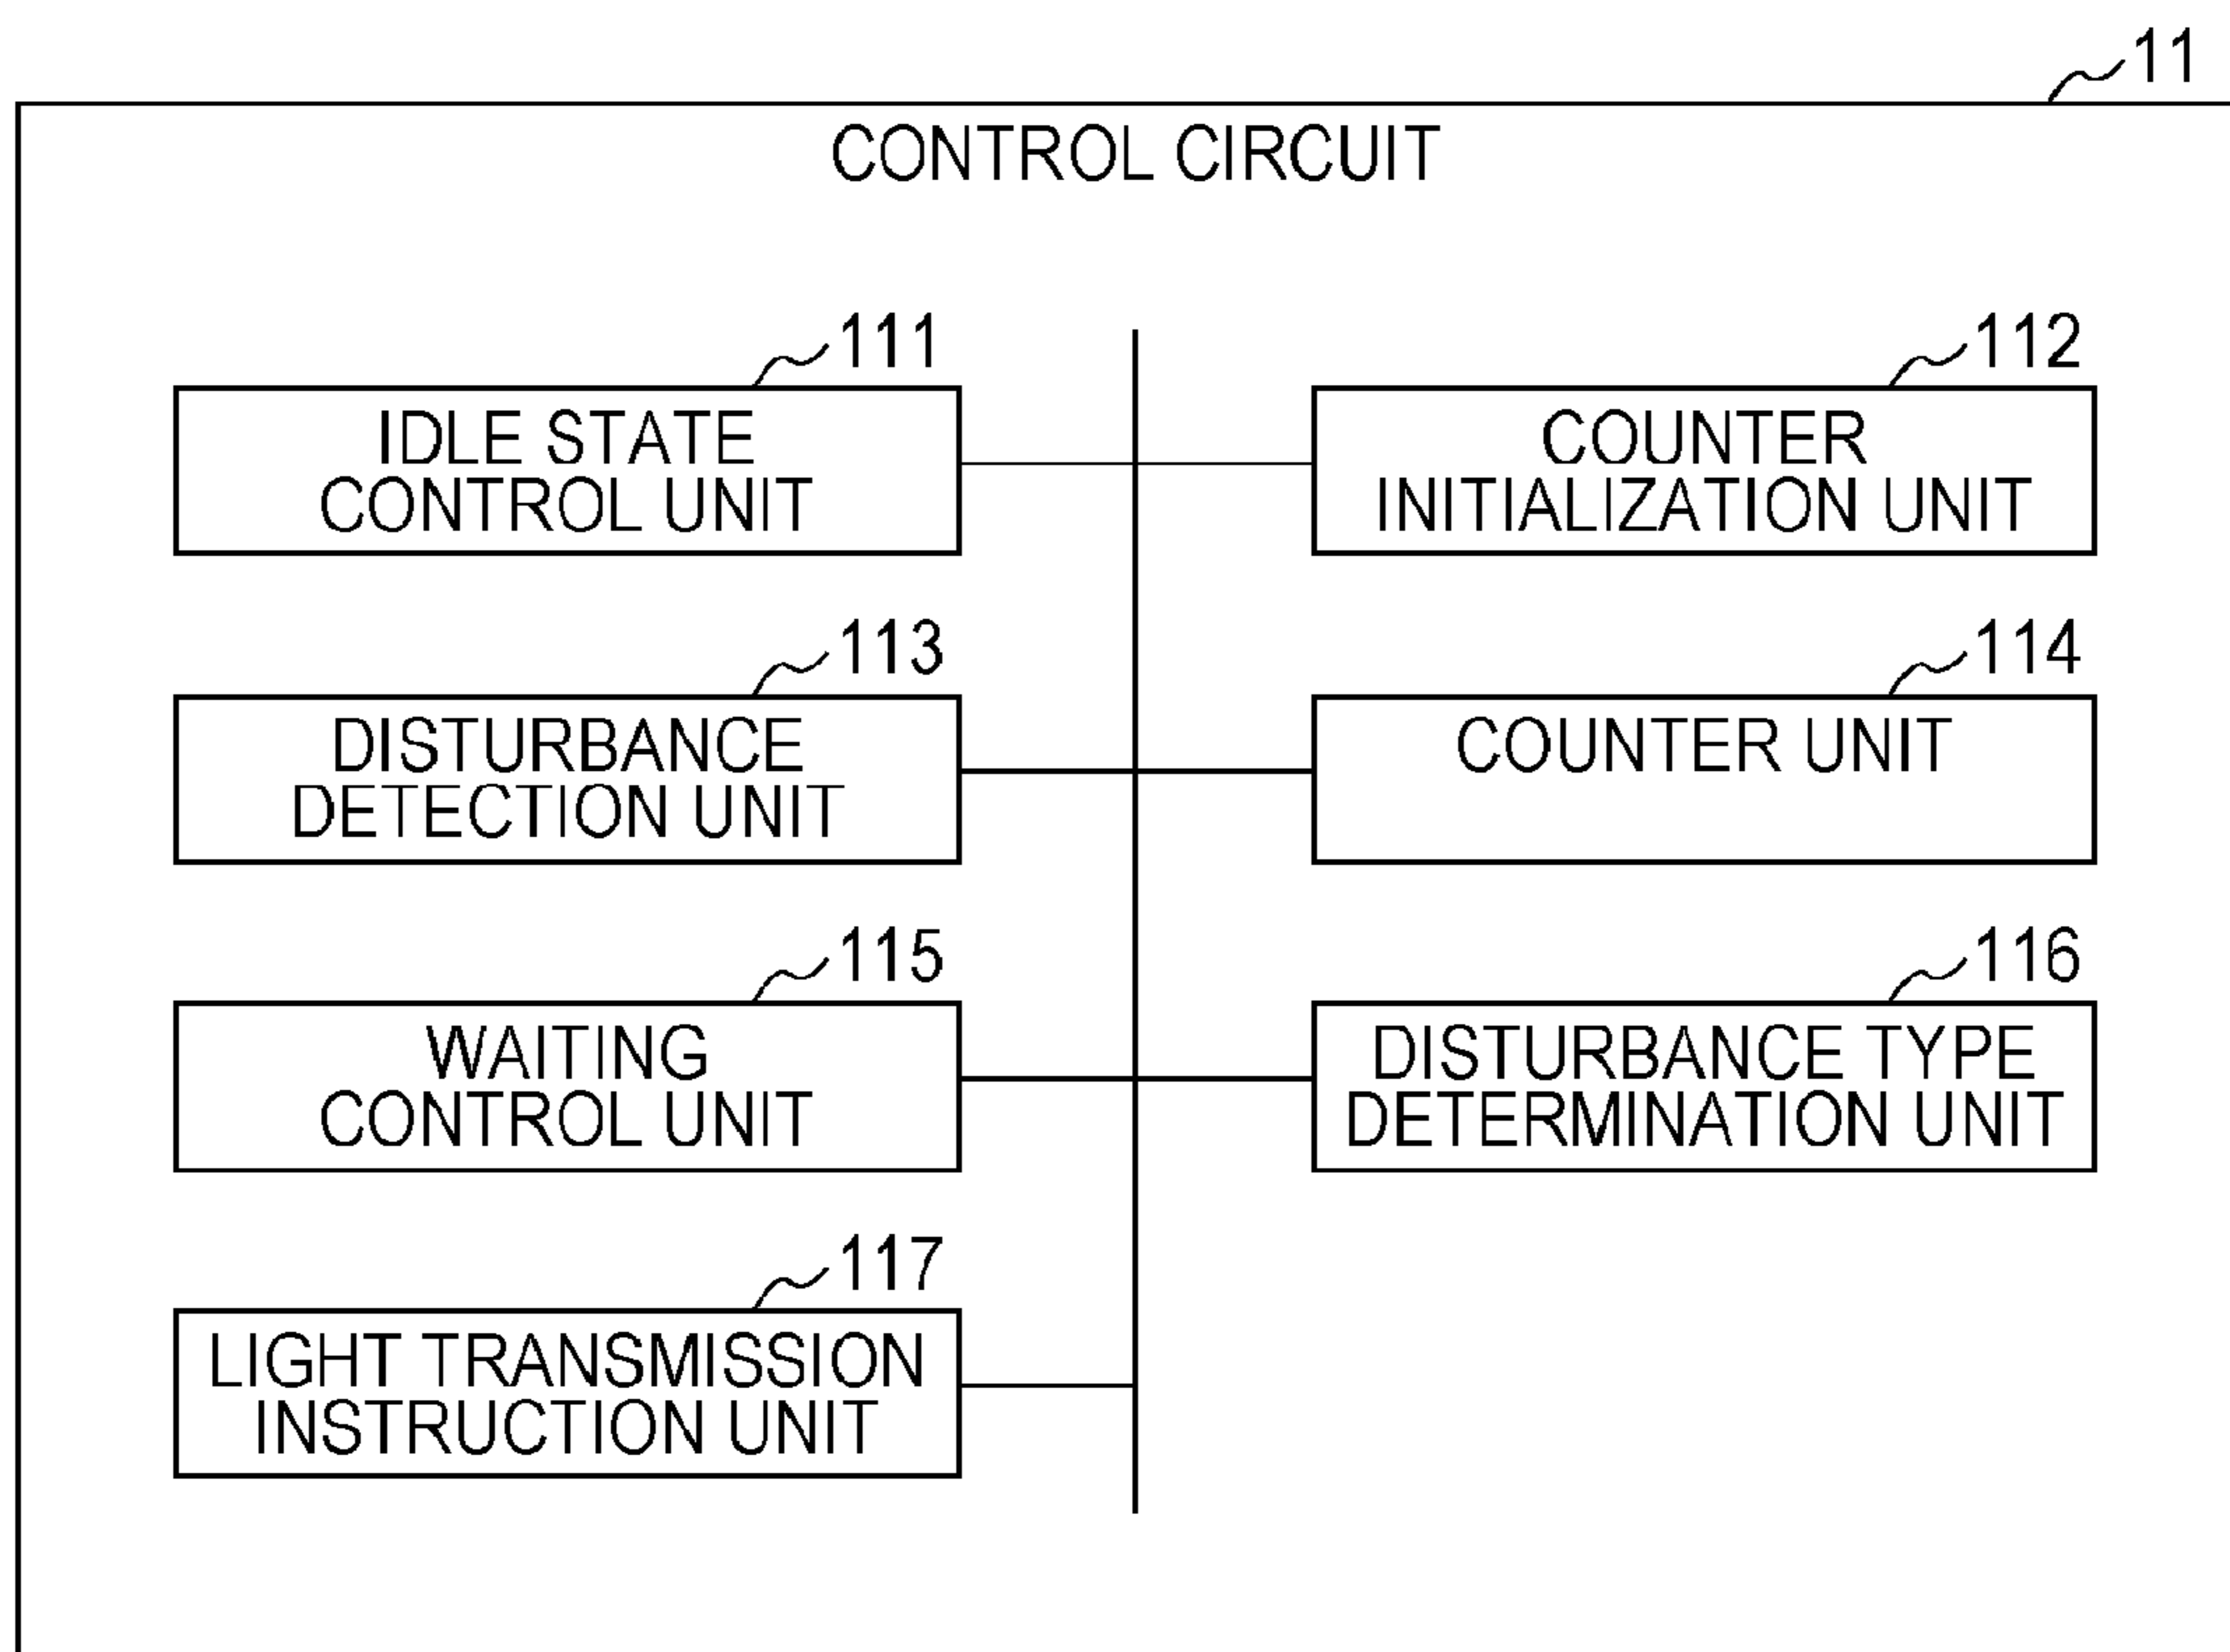 11
CONTROL CIRCUIT
111
IDLE STATE
CONTROL UNIT
112
COUNTER
INITIALIZATION UNIT
113
DISTURBANCE
DETECTION UNIT
114
COUNTER UNIT
115
WAITING
CONTROL UNIT
116
DISTURBANCE TYPE
DETERMINATION UNIT
117
LIGHT TRANSMISSION
INSTRUCTION UNIT